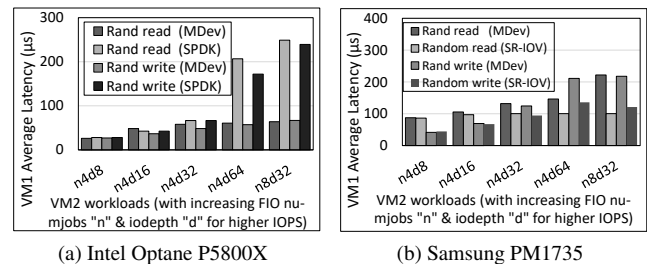 VM1 Average Latency (µs)
300
200
100
0
Rand read (MDev)
Rand read (SPDK)
Rand write (MDev)
Rand write (SPDK)
n4d8
n4d16
n4d32
n4d64
n8d32
VM2 workloads (with increasing FIO nu-
mjobs "n" & iodepth "d" for higher IOPS)
(a) Intel Optane P5800X
VM1 Average Latency (µs)
400
300
200
100
0
Rand read (MDev)
Random read (SR-IOV)
Rand write (MDev)
Random write (SR-IOV)
n4d8
n4d16
n4d32
n4d64
n8d32
VM2 workloads (with increasing FIO nu-
mjobs "n" & iodepth "d" for higher IOPS)
(b) Samsung PM1735